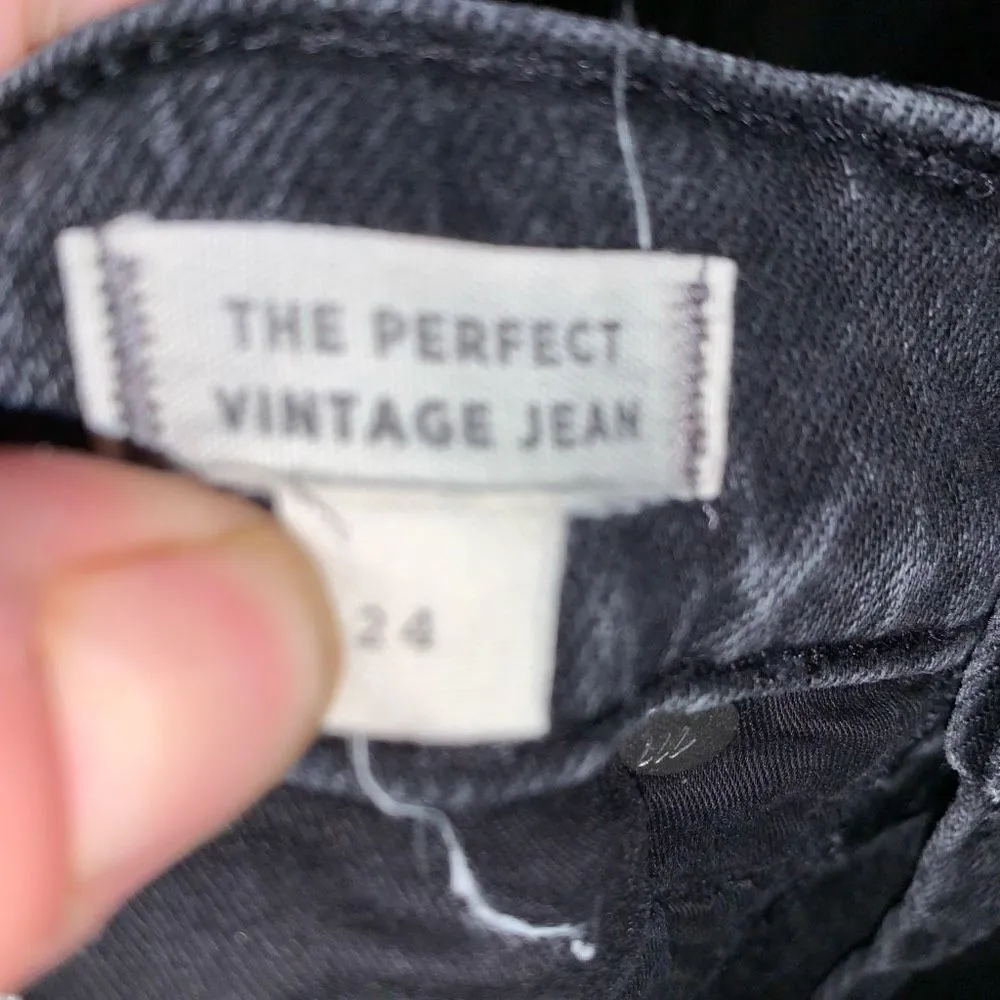 THE PERFECT
VINTAGE JEAN
24